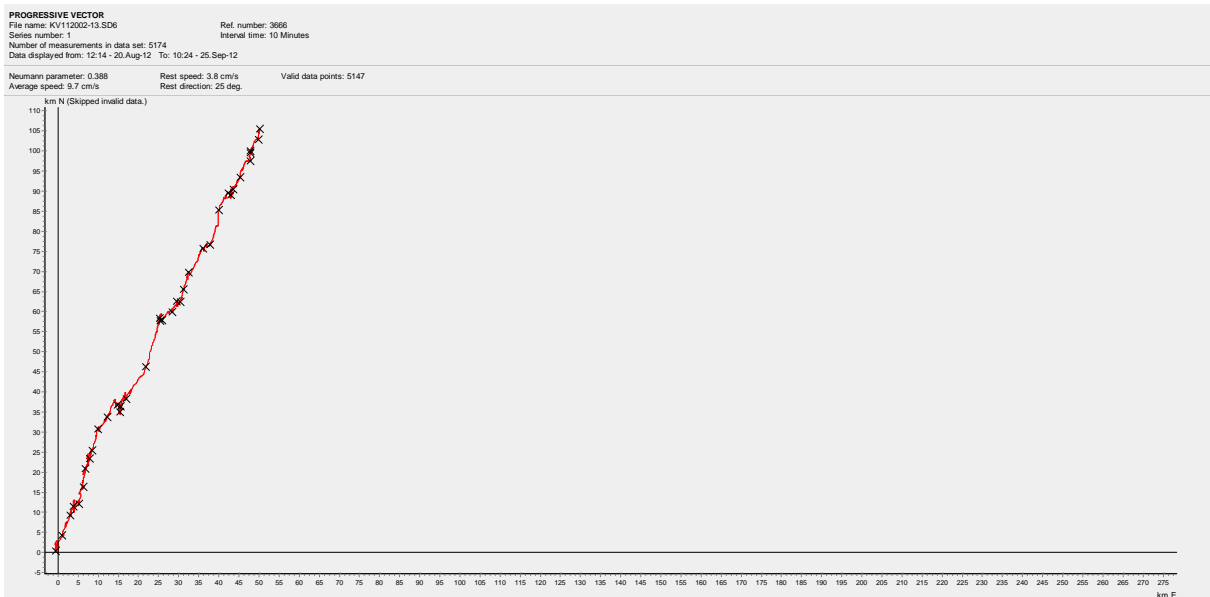 PROGRESSIVE VECTOR
File name: KV112002-13.SD6 Ref. number: 3666
Series number: 1 Interval time: 10 Minutes
Number of measurements in data set: 5174
Data displayed from: 12:14 - 20.Aug-12 To: 10:24 - 25.Sep-12
Neumann parameter: 0.388 Rest speed: 3.8 cm/s Valid data points: 5147
Average speed: 9.7 cm/s Rest direction: 25 deg.
km N (Skipped invalid data.)
110
105
100
95
90
85
80
75
70
65
60
55
50
45
40
35
30
25
20
15
10
5
0
-5
0 5 10 15 20 25 30 35 40 45 50 55 60 65 70 75 80 85 90 95 100 105 110 115 120 125 130 135 140 145 150 155 160 165 170 175 180 185 190 195 200 205 210 215 220 225 230 235 240 245 250 255 260 265 270 275
km E